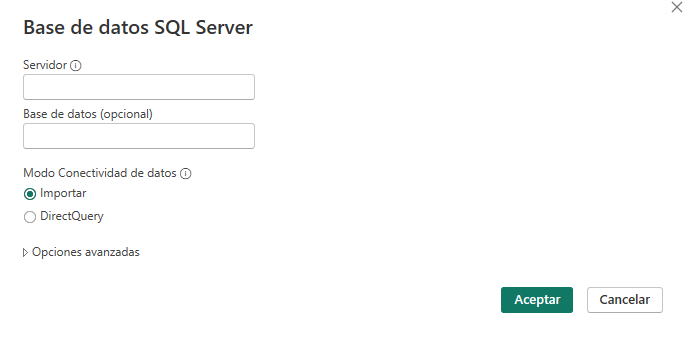 Base de datos SQL Server
Servidor
Base de datos (opcional)
Modo Conectividad de datos
Importar
DirectQuery
Opciones avanzadas
Aceptar Cancelar